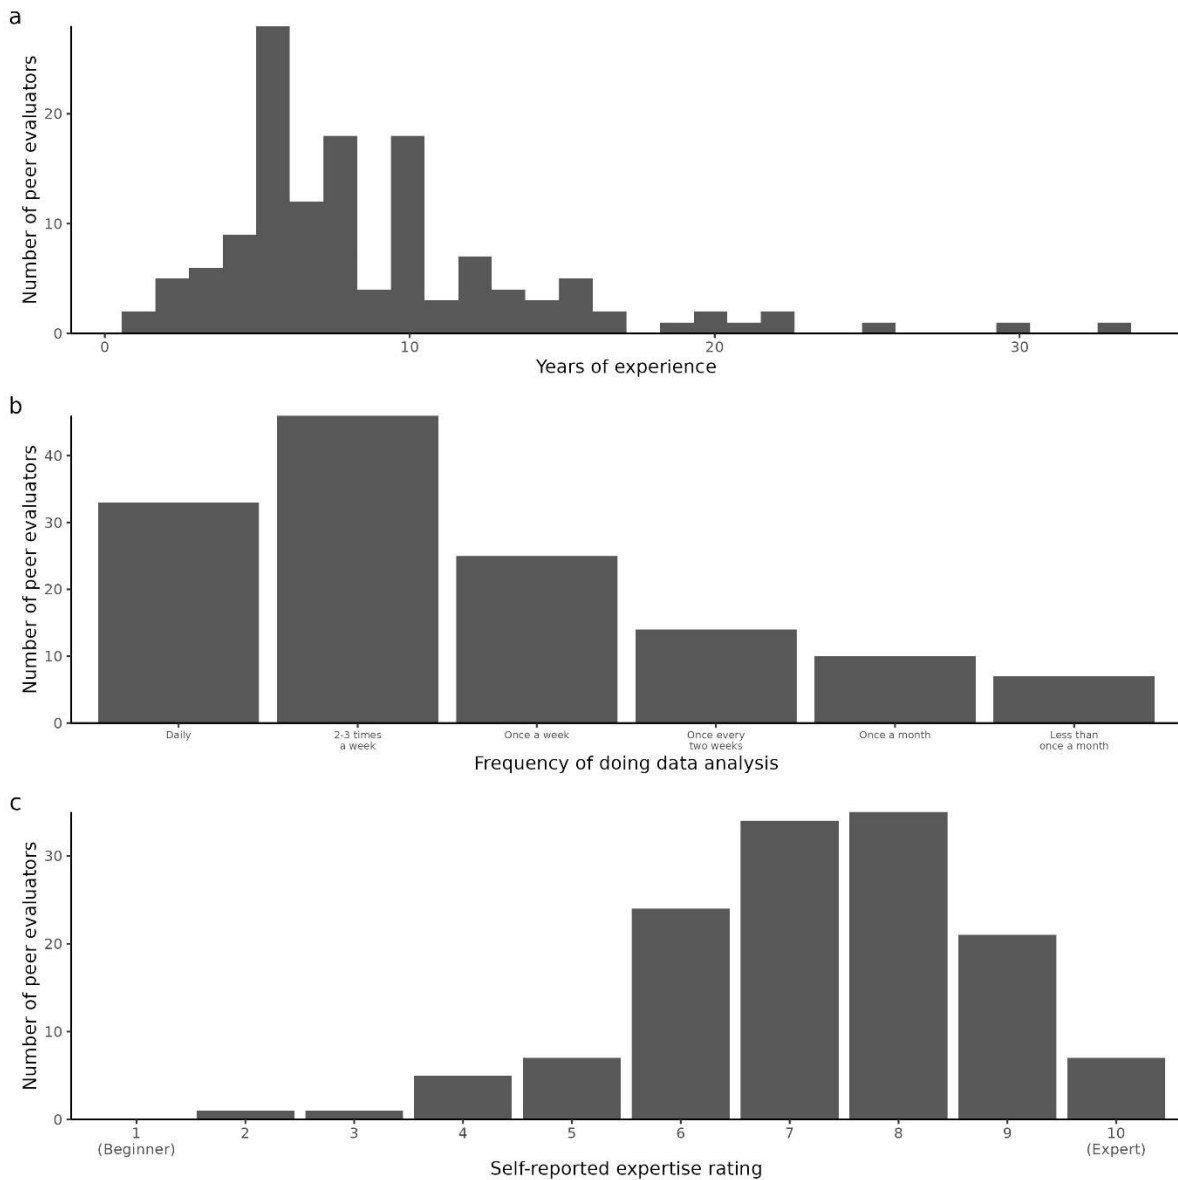 a
Number of peer evaluators
20
10
0
0 10 20 30
Years of experience
b
Number of peer evaluators
40
30
20
10
0
Daily 2-3 times Once a week Once every Once a month Less than
a week two weeks once a month
Frequency of doing data analysis
c
Number of peer evaluators
30
20
10
0
1 2 3 4 5 6 7 8 9 10
(Beginner) (Expert)
Self-reported expertise rating